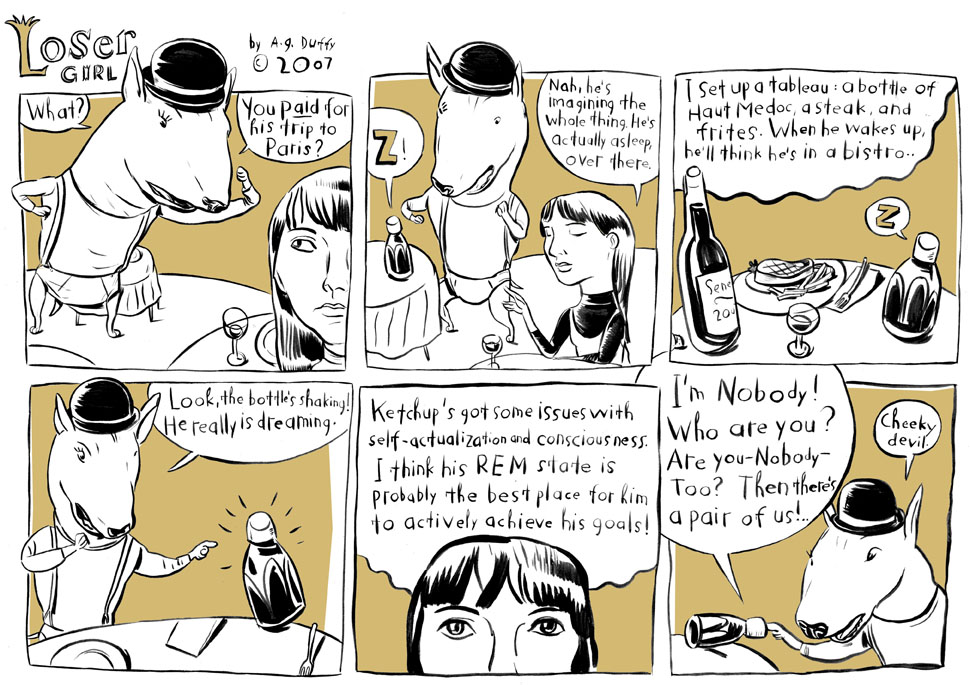 Loser
GIRL
by A.G. Duffy
© 2007
What?
You paid for
his trip to
Paris?
Z!
Nah, he's
imagining the
whole thing. He's
actually asleep,
over there.
I set up a tableau: a bottle of
Haut Medoc, a steak, and
frites. When he wakes up,
he'll think he's in a bistro..
Z
Sene
200
Look, the bottle's shaking!
He really is dreaming.
Ketchup's got some issues with
self-actualization and consciousness.
I think his REM state is
probably the best place for him
to actively achieve his goals!
I'm Nobody!
Who are you?
Are you-Nobody-
Too? Then there's
a pair of us!..
Cheeky
devil.